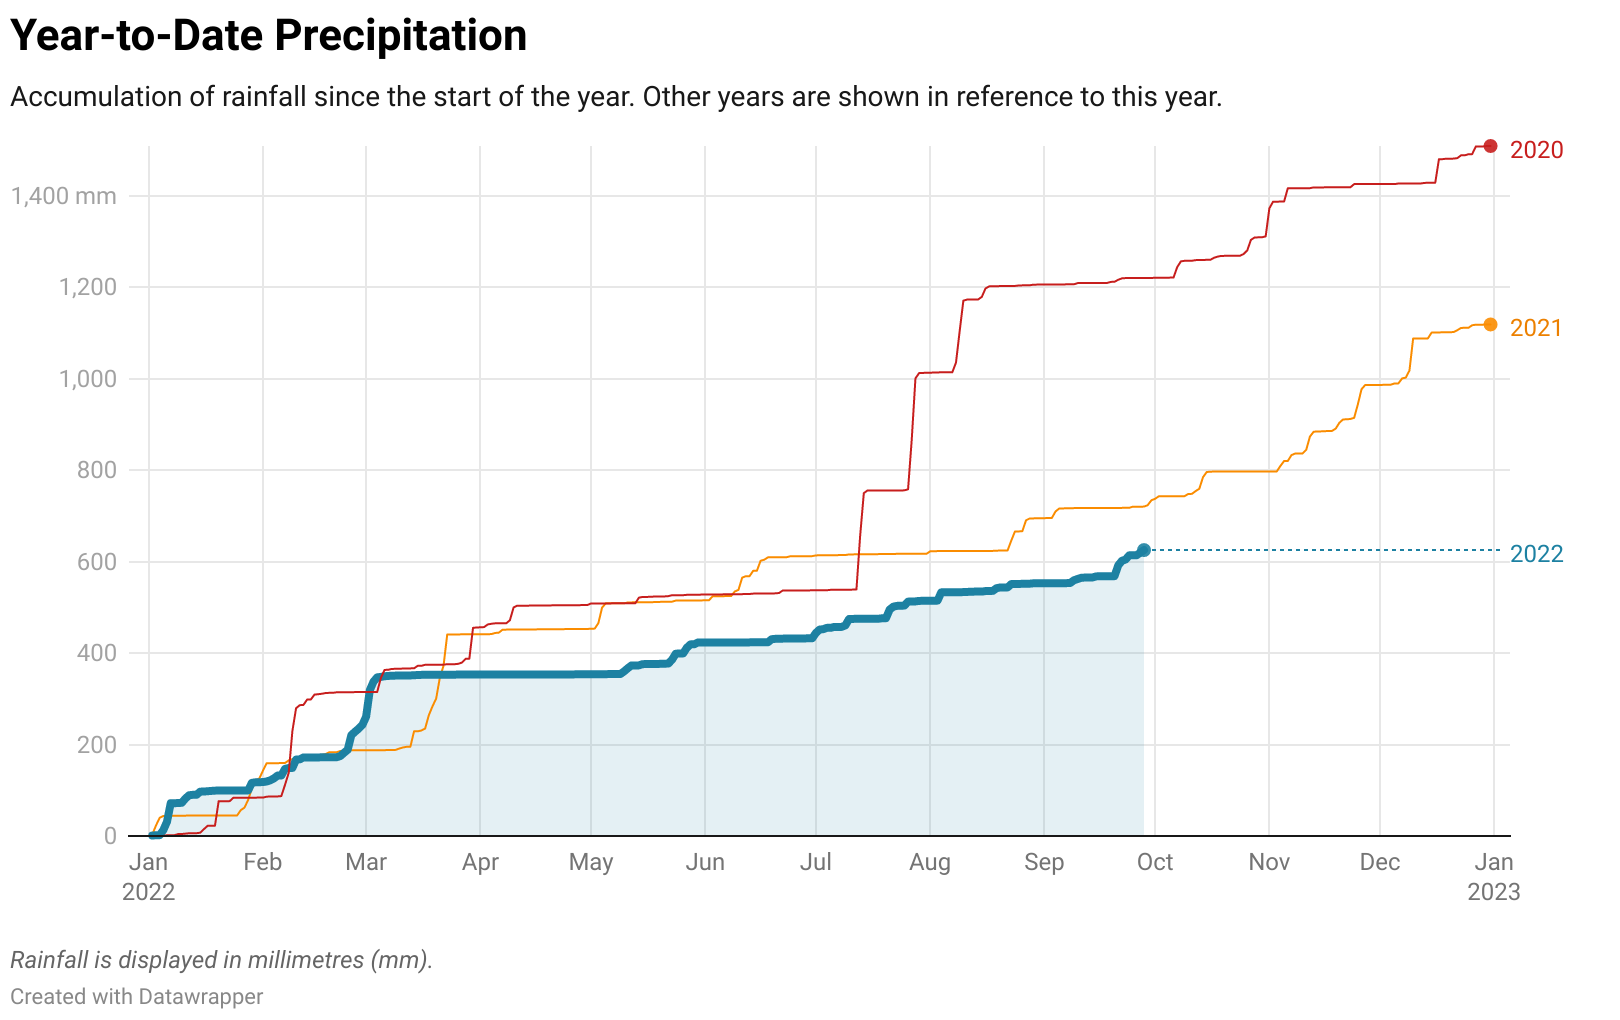 Year-to-Date Precipitation
Accumulation of rainfall since the start of the year. Other years are shown in reference to this year.
2020
1,400 mm
1,200
2021
1,000
800
600
2022
400
200
0
Jan Feb Mar Apr May Jun Jul Aug Sep Oct Nov Dec Jan
2022 2023
Rainfall is displayed in millimetres (mm).
Created with Datawrapper